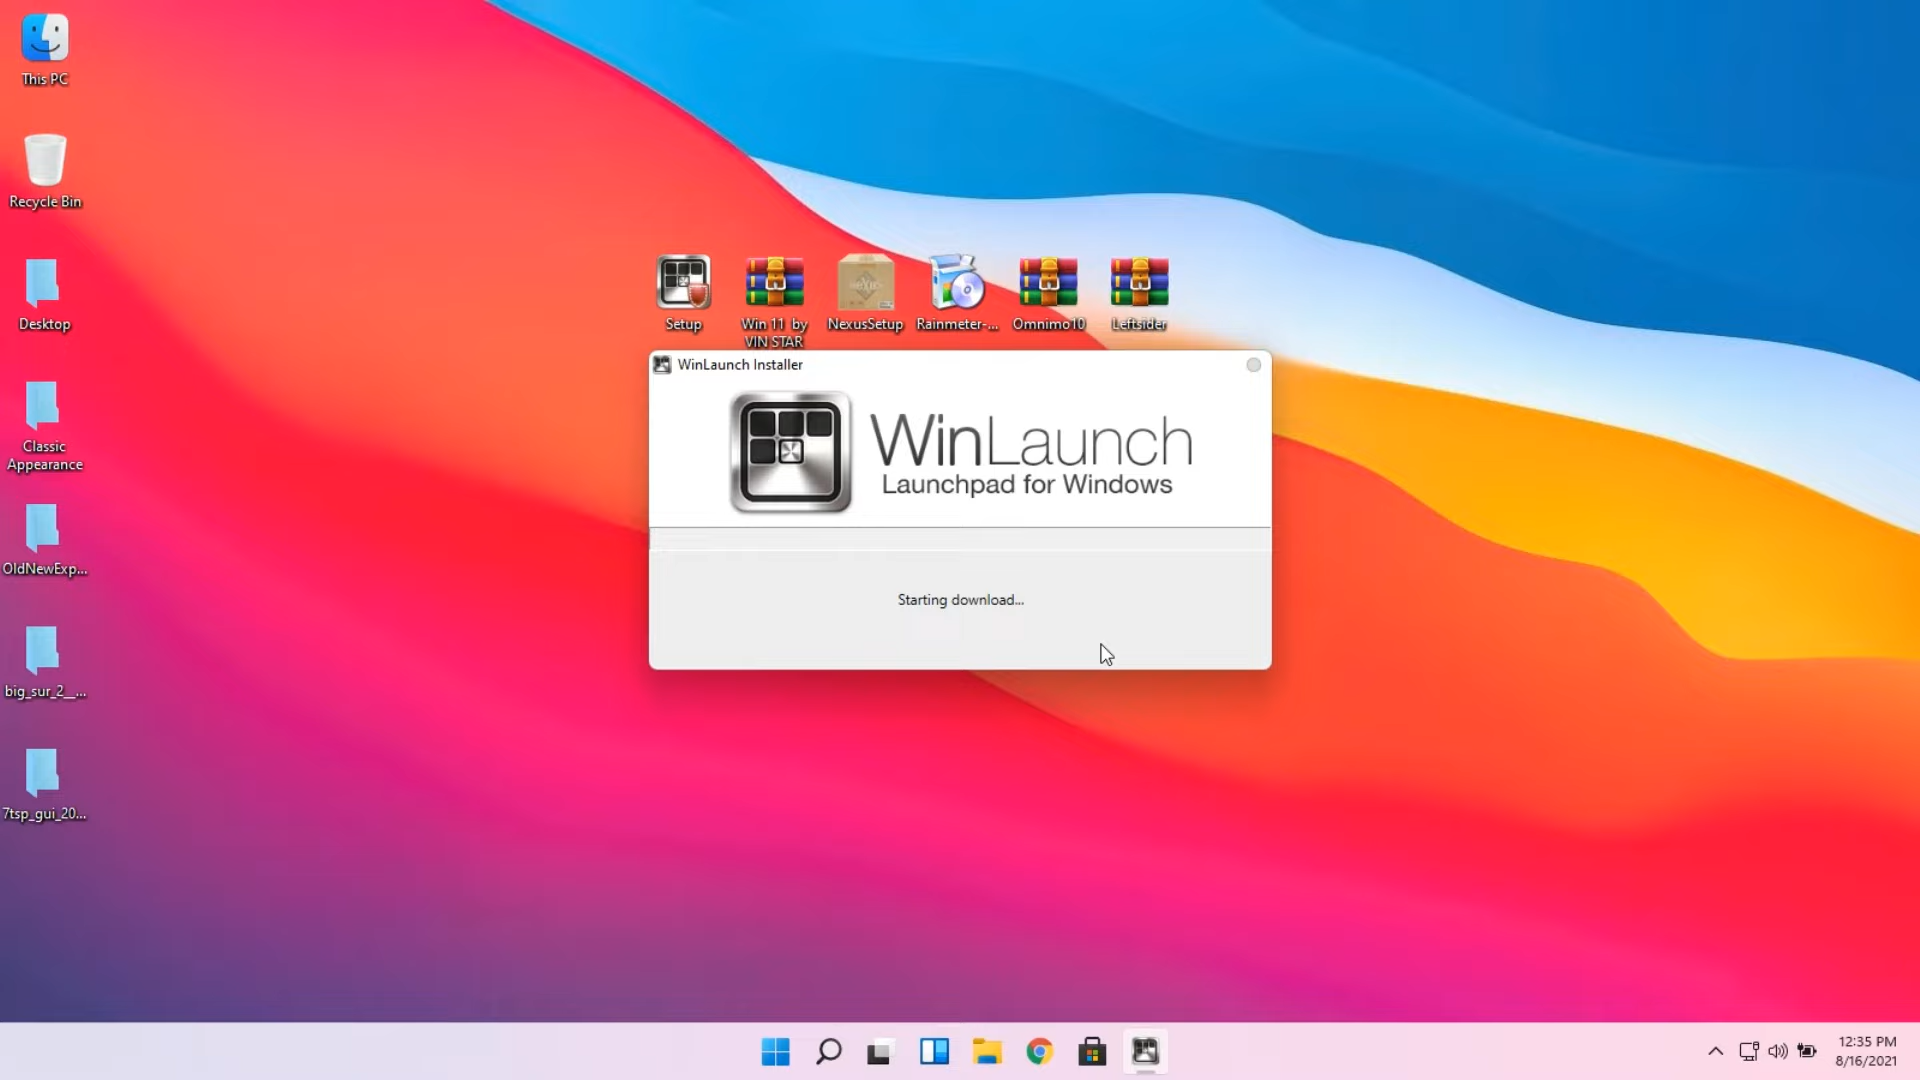 This PC
Recycle Bin
Desktop
Classic
Appearance
OldNewExp...
big_sur_2__...
7tsp_gui_20...
Setup
Win 11 by
VIN STAR
NexusSetup
Rainmeter-...
Omnimo10
Leftsider
WinLaunch Installer
WinLaunch
Launchpad for Windows
Starting download...
12:35 PM
8/16/2021